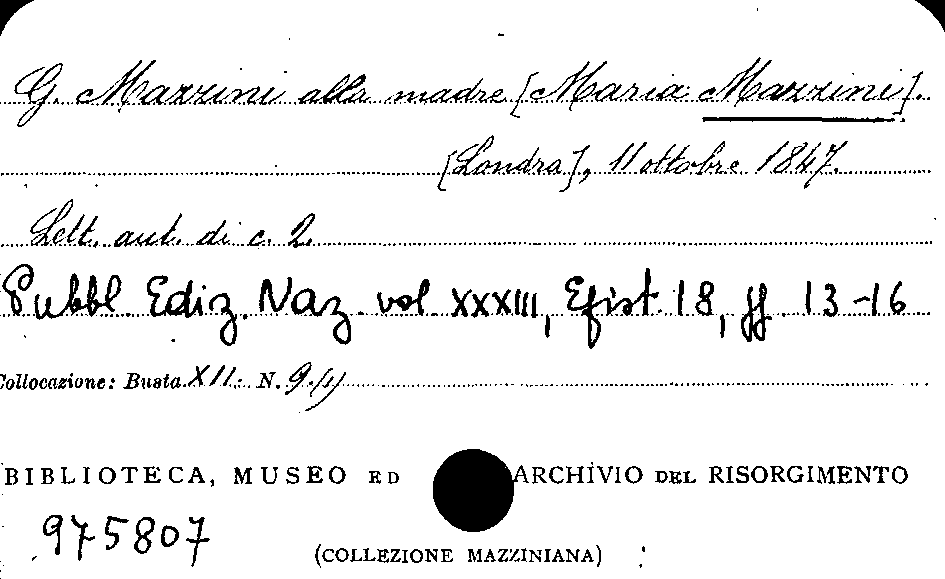 G. Mazzini alla madre [Maria Mazzini].
[Londra], 11 ottobre 1847.
Lett. aut. di c. 2.
Pubbl. Ediz. Naz. vol XXXIII, Epist. 18, pp. 13-16
Collocazione: Busta XII. N. 9.(1)
BIBLIOTECA, MUSEO ED ARCHIVIO DEL RISORGIMENTO
975807
(COLLEZIONE MAZZINIANA)